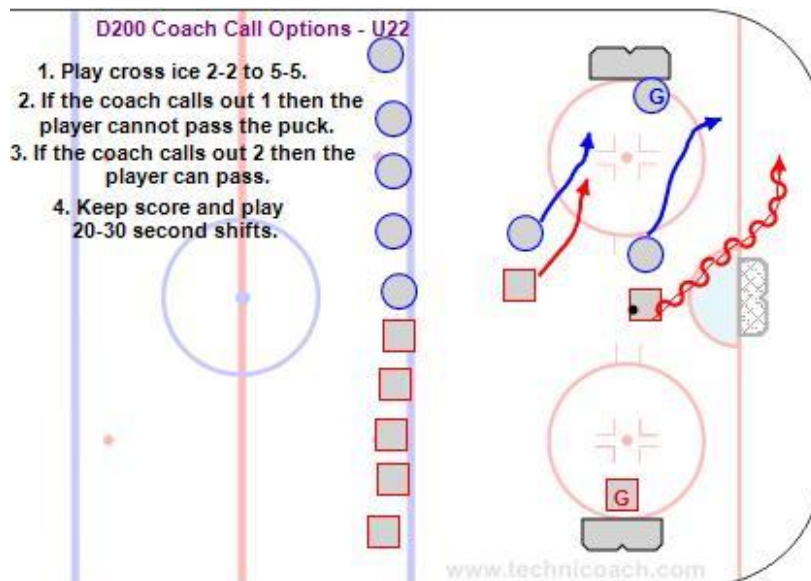 D200 Coach Call Options - U22
1. Play cross ice 2-2 to 5-5.
2. If the coach calls out 1 then the
player cannot pass the puck.
3. If the coach calls out 2 then the
player can pass.
4. Keep score and play
20-30 second shifts.
G
G
www.technicoach.com